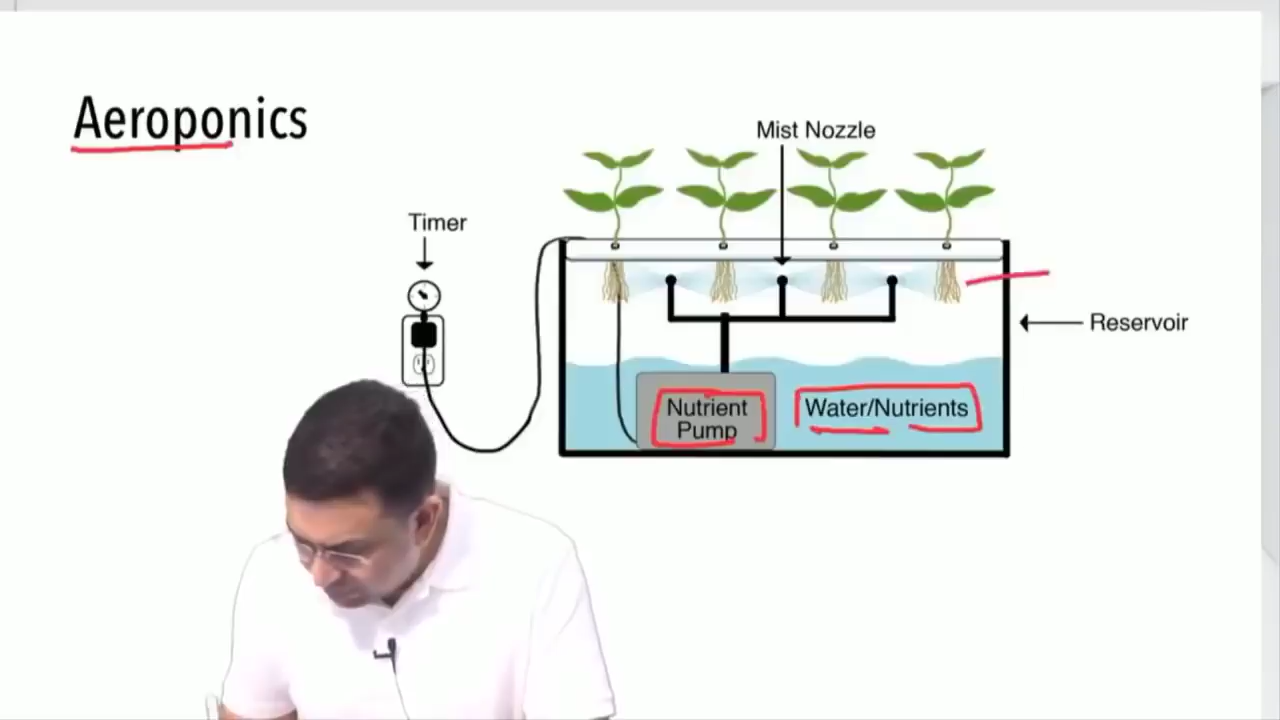 Aeroponics
Mist Nozzle
Timer
Reservoir
Nutrient
Pump
Water/Nutrients